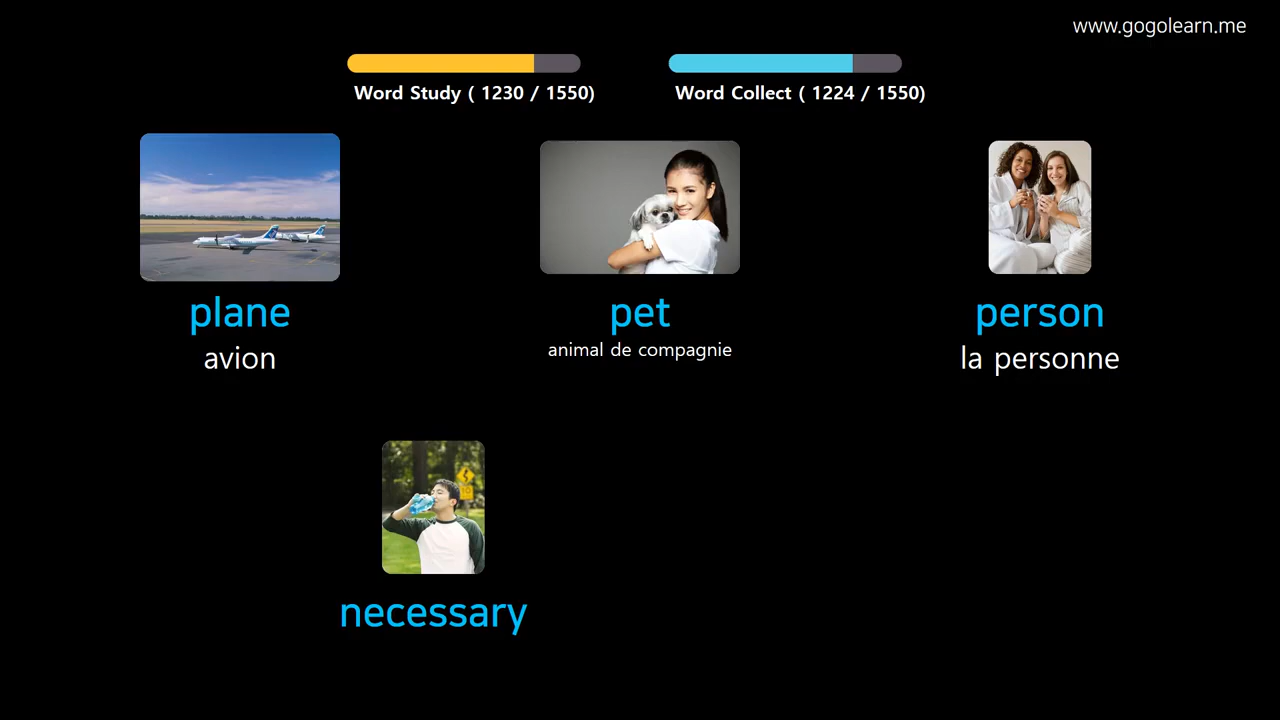 www.gogolearn.me
Word Study ( 1230 / 1550)
Word Collect ( 1224 / 1550)
plane
avion
pet
animal de compagnie
person
la personne
necessary